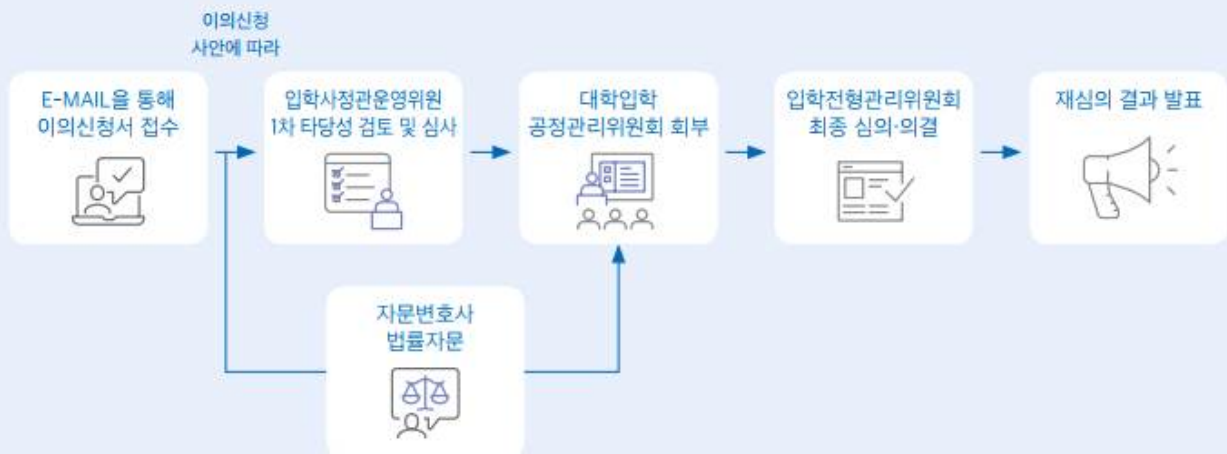 이의신청
사안에 따라
E-MAIL을 통해
이의신청서 접수
입학사정관운영위원
1차 타당성 검토 및 심사
대학입학
공정관리위원회 회부
입학전형관리위원회
최종 심의·의결
재심의 결과 발표
자문변호사
법률자문